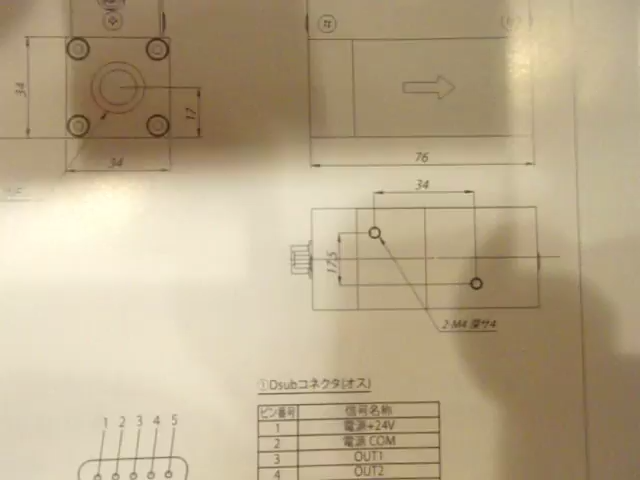 34
17
34
76
34
17.5
2-M4 深サ4
①Dsubコネクタ(オス)
ピン番号 信号名称
1 電源+24V
2 電源 COM
3 OUT1
4 OUT2
1 2 3 4 5